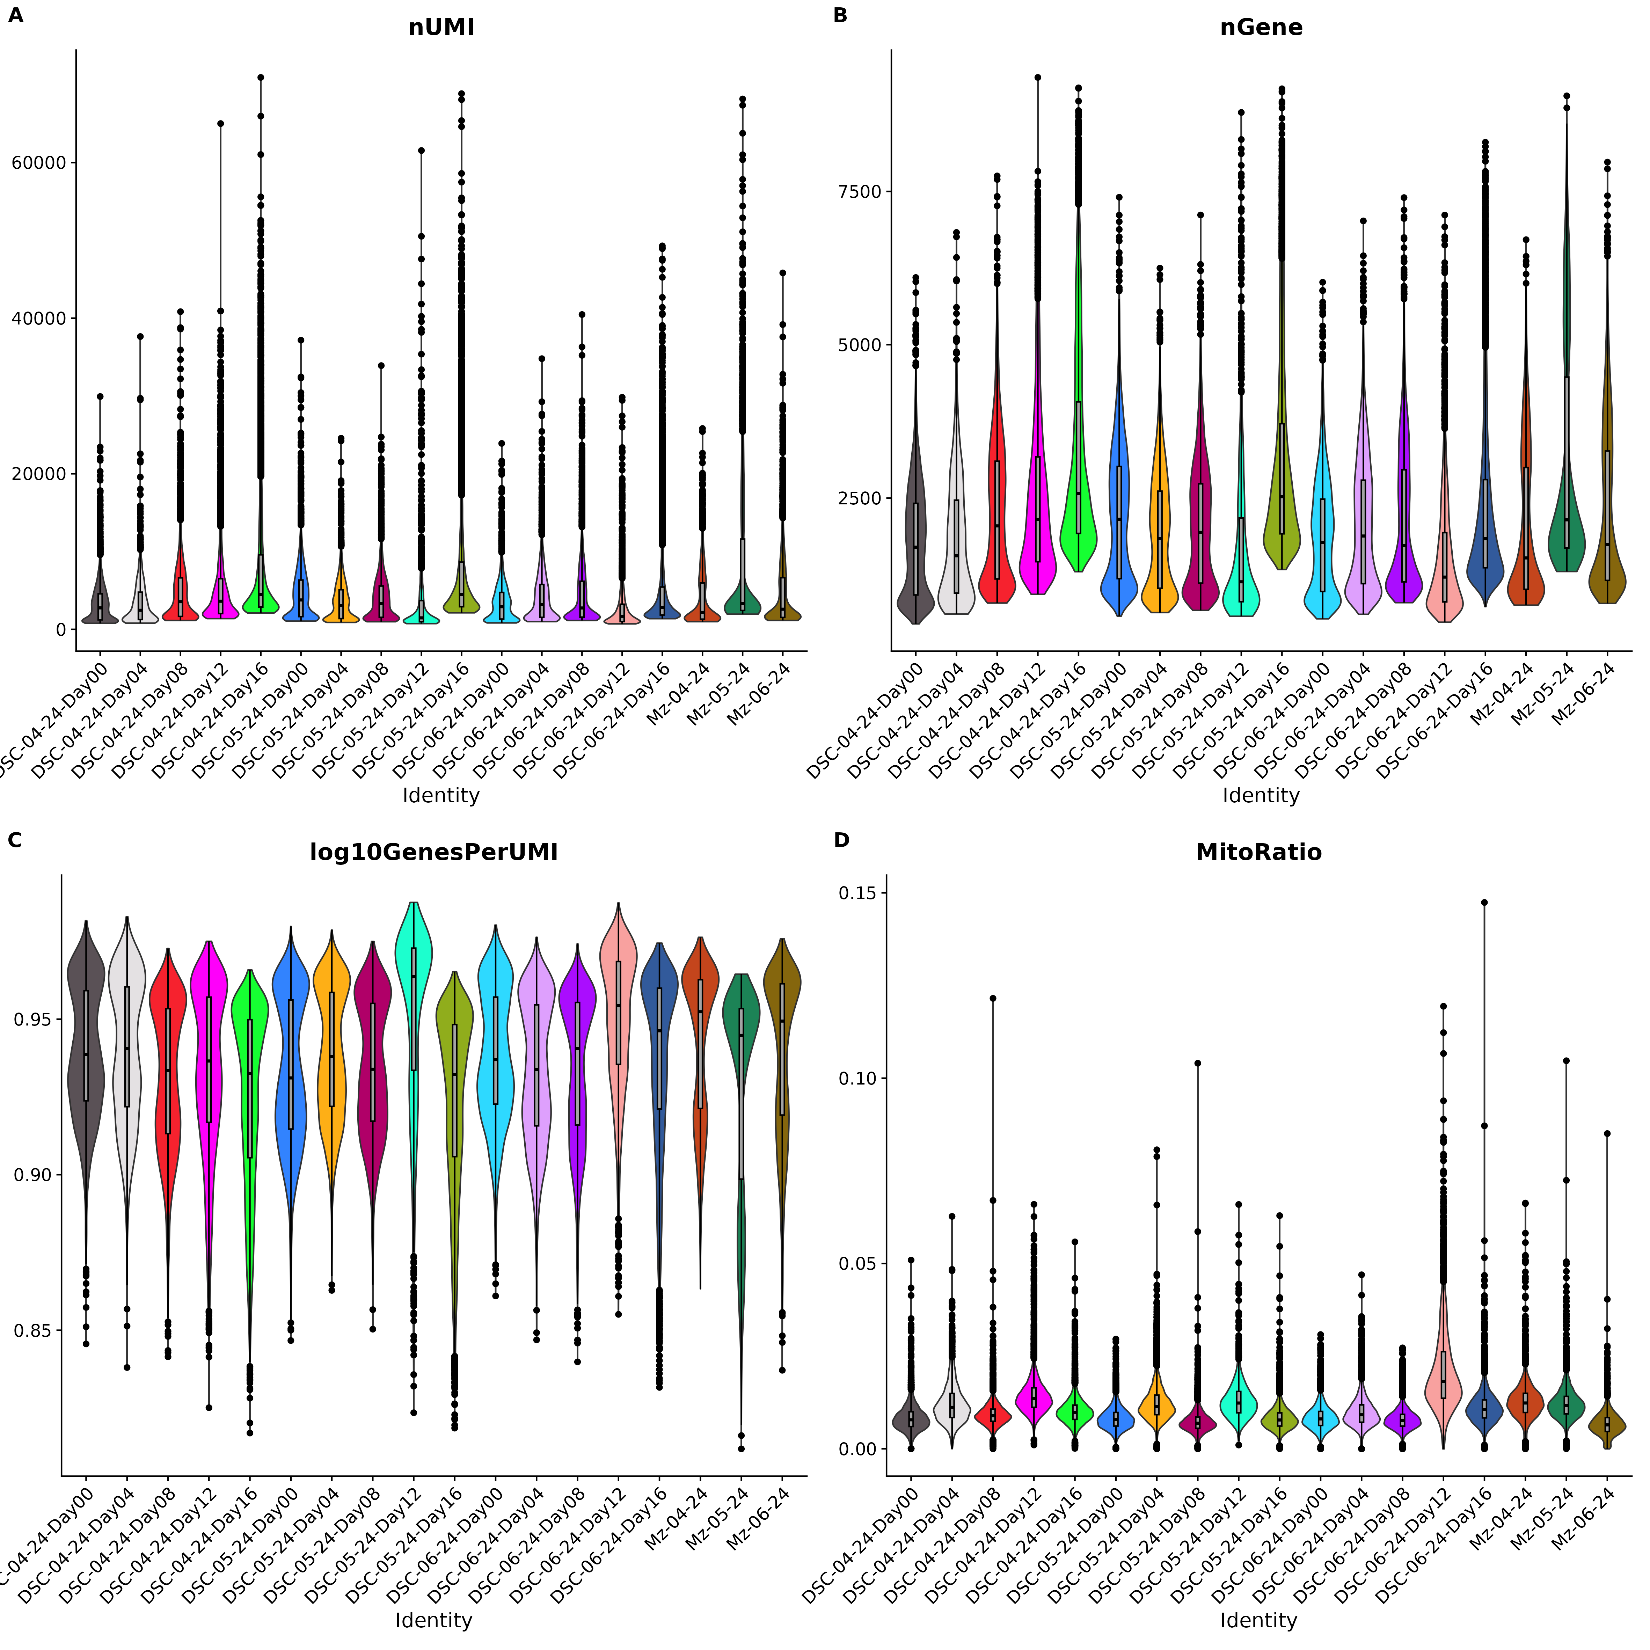 A
nUMI
60000
40000
20000
0
DSC-04-24-Day00
DSC-04-24-Day04
DSC-04-24-Day08
DSC-04-24-Day12
DSC-04-24-Day16
DSC-05-24-Day00
DSC-05-24-Day04
DSC-05-24-Day08
DSC-05-24-Day12
DSC-05-24-Day16
DSC-06-24-Day00
DSC-06-24-Day04
DSC-06-24-Day08
DSC-06-24-Day12
DSC-06-24-Day16
Mz-04-24
Mz-05-24
Mz-06-24
Identity
B
nGene
7500
5000
2500
DSC-04-24-Day00
DSC-04-24-Day04
DSC-04-24-Day08
DSC-04-24-Day12
DSC-04-24-Day16
DSC-05-24-Day00
DSC-05-24-Day04
DSC-05-24-Day08
DSC-05-24-Day12
DSC-05-24-Day16
DSC-06-24-Day00
DSC-06-24-Day04
DSC-06-24-Day08
DSC-06-24-Day12
DSC-06-24-Day16
Mz-04-24
Mz-05-24
Mz-06-24
Identity
C
log10GenesPerUMI
0.95
0.90
0.85
C-04-24-Day00
DSC-04-24-Day04
DSC-04-24-Day08
DSC-04-24-Day12
DSC-04-24-Day16
DSC-05-24-Day00
DSC-05-24-Day04
DSC-05-24-Day08
DSC-05-24-Day12
DSC-05-24-Day16
DSC-06-24-Day00
DSC-06-24-Day04
DSC-06-24-Day08
DSC-06-24-Day12
DSC-06-24-Day16
Mz-04-24
Mz-05-24
Mz-06-24
Identity
D
MitoRatio
0.15
0.10
0.05
0.00
DSC-04-24-Day00
DSC-04-24-Day04
DSC-04-24-Day08
DSC-04-24-Day12
DSC-04-24-Day16
DSC-05-24-Day00
DSC-05-24-Day04
DSC-05-24-Day08
DSC-05-24-Day12
DSC-05-24-Day16
DSC-06-24-Day00
DSC-06-24-Day04
DSC-06-24-Day08
DSC-06-24-Day12
DSC-06-24-Day16
Mz-04-24
Mz-05-24
Mz-06-24
Identity